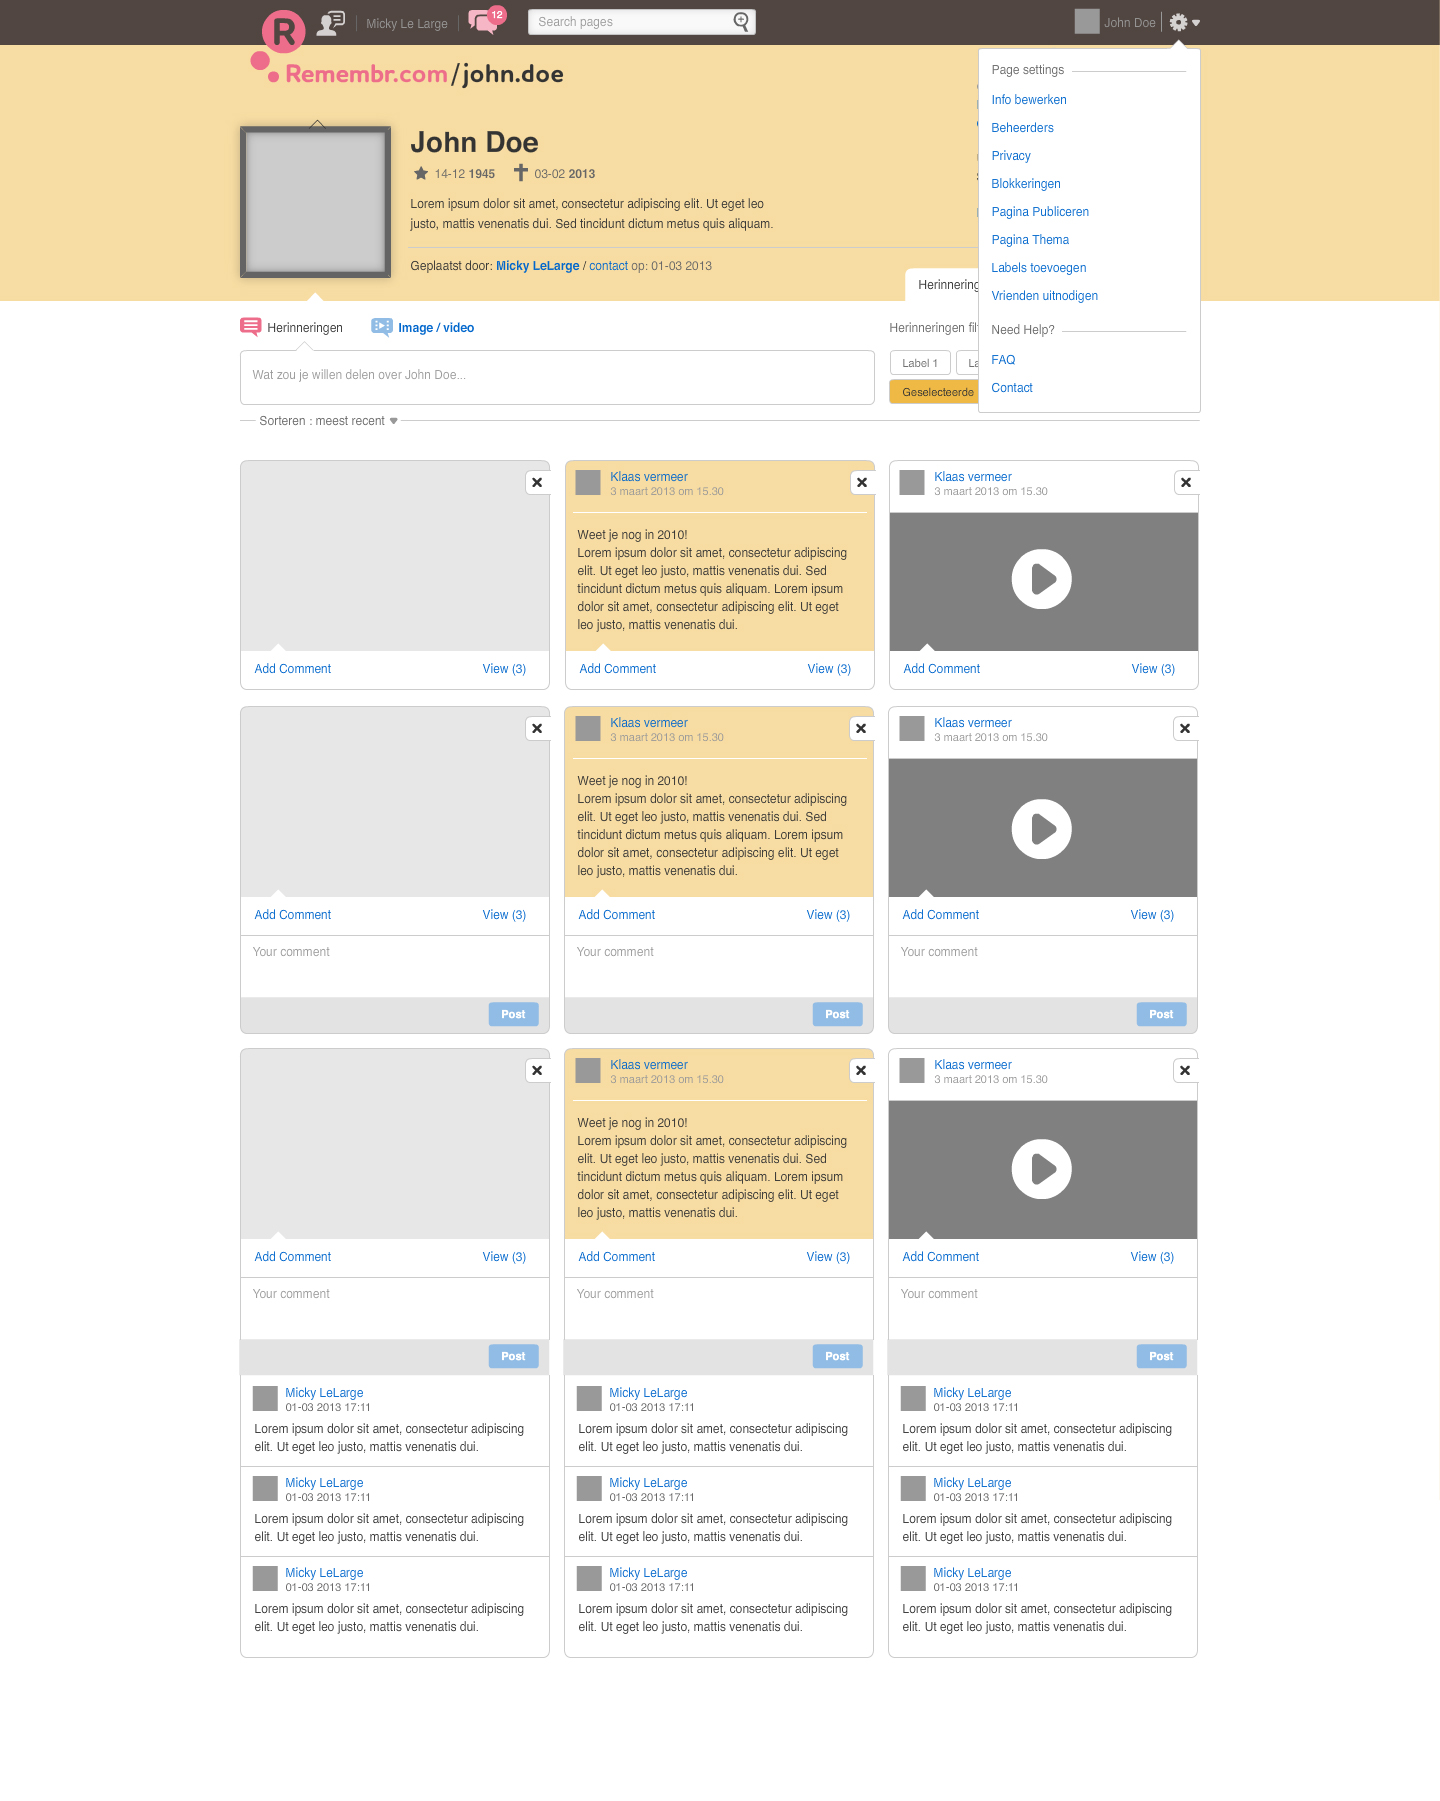 R
Micky Le Large
12
Search pages
John Doe
Remembr.com/john.doe
Page settings
Info bewerken
Beheerders
Privacy
Blokkeringen
Pagina Publiceren
Pagina Thema
Labels toevoegen
Vrienden uitnodigen
Need Help?
FAQ
Contact
John Doe
14-12 1945 03-02 2013
Lorem ipsum dolor sit amet, consectetur adipiscing elit. Ut eget leo
justo, mattis venenatis dui. Sed tincidunt dictum metus quis aliquam.
Geplaatst door: Micky LeLarge / contact op: 01-03 2013
Herinnering
Herinneringen
Image / video
Herinneringen
Wat zou je willen delen over John Doe...
Label 1
Geselecteerde
Sorteren : meest recent
Add Comment View (3)
Klaas vermeer
3 maart 2013 om 15.30
Weet je nog in 2010!
Lorem ipsum dolor sit amet, consectetur adipiscing
elit. Ut eget leo justo, mattis venenatis dui. Sed
tincidunt dictum metus quis aliquam. Lorem ipsum
dolor sit amet, consectetur adipiscing elit. Ut eget
leo justo, mattis venenatis dui.
Add Comment View (3)
Klaas vermeer
3 maart 2013 om 15.30
Add Comment View (3)
Add Comment View (3)
Your comment
Post
Klaas vermeer
3 maart 2013 om 15.30
Weet je nog in 2010!
Lorem ipsum dolor sit amet, consectetur adipiscing
elit. Ut eget leo justo, mattis venenatis dui. Sed
tincidunt dictum metus quis aliquam. Lorem ipsum
dolor sit amet, consectetur adipiscing elit. Ut eget
leo justo, mattis venenatis dui.
Add Comment View (3)
Your comment
Post
Klaas vermeer
3 maart 2013 om 15.30
Add Comment View (3)
Your comment
Post
Add Comment View (3)
Your comment
Post
Micky LeLarge
01-03 2013 17:11
Lorem ipsum dolor sit amet, consectetur adipiscing
elit. Ut eget leo justo, mattis venenatis dui.
Micky LeLarge
01-03 2013 17:11
Lorem ipsum dolor sit amet, consectetur adipiscing
elit. Ut eget leo justo, mattis venenatis dui.
Micky LeLarge
01-03 2013 17:11
Lorem ipsum dolor sit amet, consectetur adipiscing
elit. Ut eget leo justo, mattis venenatis dui.
Klaas vermeer
3 maart 2013 om 15.30
Weet je nog in 2010!
Lorem ipsum dolor sit amet, consectetur adipiscing
elit. Ut eget leo justo, mattis venenatis dui. Sed
tincidunt dictum metus quis aliquam. Lorem ipsum
dolor sit amet, consectetur adipiscing elit. Ut eget
leo justo, mattis venenatis dui.
Add Comment View (3)
Your comment
Post
Micky LeLarge
01-03 2013 17:11
Lorem ipsum dolor sit amet, consectetur adipiscing
elit. Ut eget leo justo, mattis venenatis dui.
Micky LeLarge
01-03 2013 17:11
Lorem ipsum dolor sit amet, consectetur adipiscing
elit. Ut eget leo justo, mattis venenatis dui.
Micky LeLarge
01-03 2013 17:11
Lorem ipsum dolor sit amet, consectetur adipiscing
elit. Ut eget leo justo, mattis venenatis dui.
Klaas vermeer
3 maart 2013 om 15.30
Add Comment View (3)
Your comment
Post
Micky LeLarge
01-03 2013 17:11
Lorem ipsum dolor sit amet, consectetur adipiscing
elit. Ut eget leo justo, mattis venenatis dui.
Micky LeLarge
01-03 2013 17:11
Lorem ipsum dolor sit amet, consectetur adipiscing
elit. Ut eget leo justo, mattis venenatis dui.
Micky LeLarge
01-03 2013 17:11
Lorem ipsum dolor sit amet, consectetur adipiscing
elit. Ut eget leo justo, mattis venenatis dui.